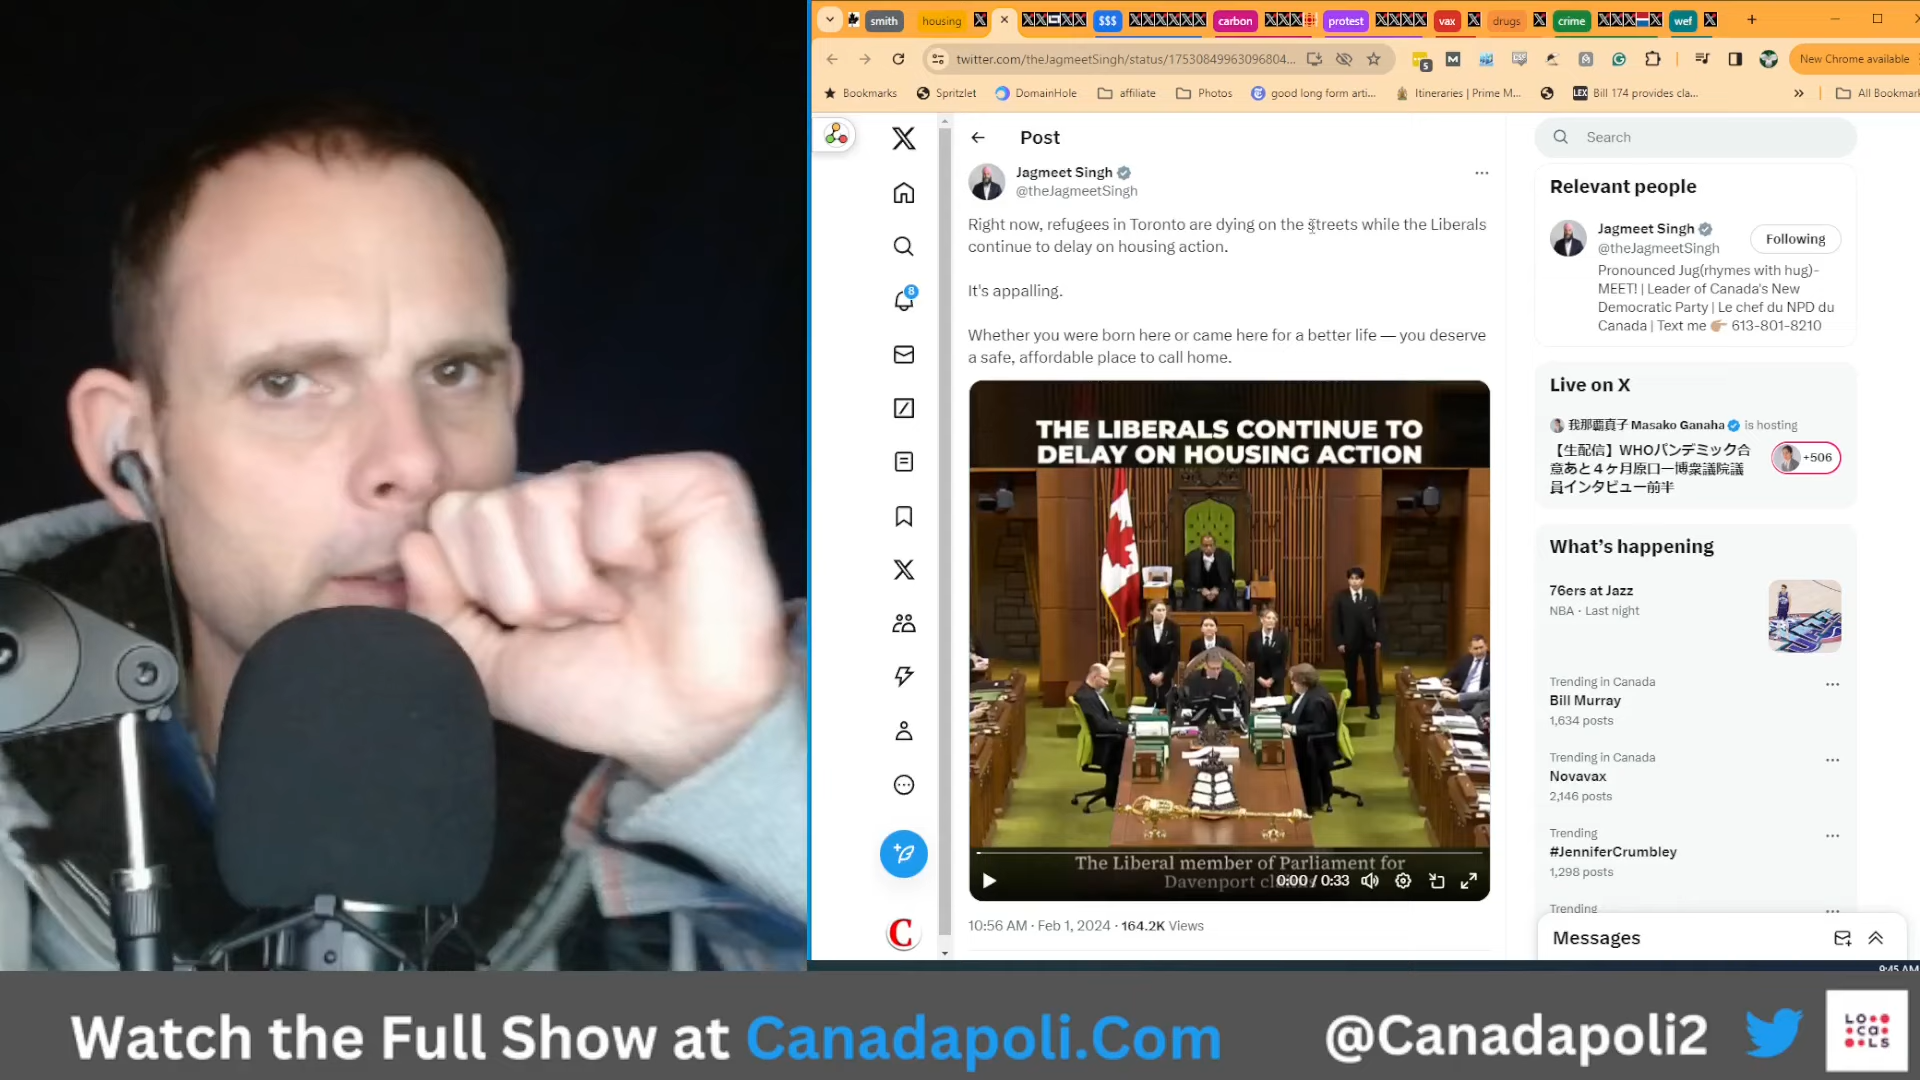 smith
housing
$$$
carbon
protest
vax
drugs
crime
wef
twitter.com/theJagmeetSingh/status/17530849963096804...
5
New Chrome available
Bookmarks
Spritzlet
DomainHole
affiliate
Photos
good long form arti...
Itineraries | Prime M...
LEX
Bill 174 provides cla...
All Bookmark
Post
Jagmeet Singh
@theJagmeetSingh
Right now, refugees in Toronto are dying on the streets while the Liberals
continue to delay on housing action.
It's appalling.
Whether you were born here or came here for a better life — you deserve
a safe, affordable place to call home.
THE LIBERALS CONTINUE TO
DELAY ON HOUSING ACTION
The Liberal member of Parliament for
Davenport
0:00 / 0:33
10:56 AM · Feb 1, 2024 · 164.2K Views
8
Search
Relevant people
Jagmeet Singh
@theJagmeetSingh
Following
Pronounced Jug(rhymes with hug)-
MEET! | Leader of Canada's New
Democratic Party | Le chef du NPD du
Canada | Text me 👉🏽 613-801-8210
Live on X
我那覇真子 Masako Ganaha is hosting
【生配信】WHOパンデミック合
意あと４ヶ月原口一博衆議院議
員インタビュー前半
+506
What's happening
76ers at Jazz
NBA · Last night
Trending in Canada
Bill Murray
1,634 posts
Trending in Canada
Novavax
2,146 posts
Trending
#JenniferCrumbley
1,298 posts
Trending
Messages
9:45 AM
Watch the Full Show at Canadapoli.Com
@Canadapoli2
LOCALS